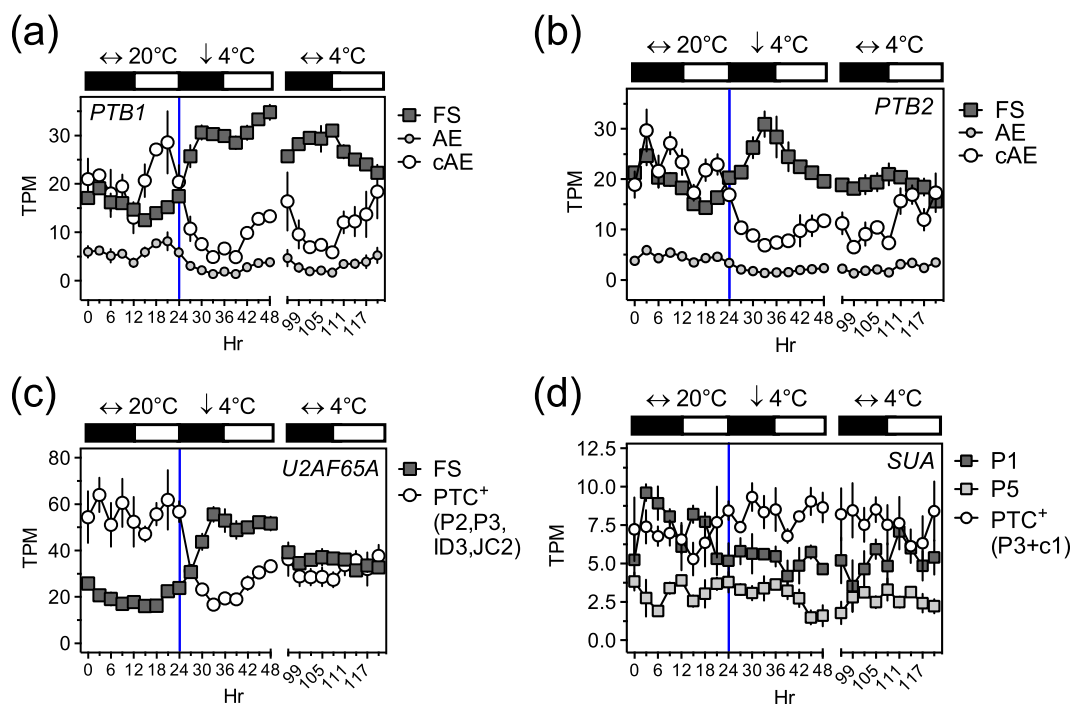 (a)
↔ 20°C ↓ 4°C ↔ 4°C
PTB1
FS
AE
cAE
TPM
30
20
10
0
0 6 12 18 24 30 36 42 48 99 105 111 117
Hr
(b)
↔ 20°C ↓ 4°C ↔ 4°C
PTB2
FS
AE
cAE
TPM
30
20
10
0
0 6 12 18 24 30 36 42 48 99 105 111 117
Hr
(c)
↔ 20°C ↓ 4°C ↔ 4°C
U2AF65A
FS
PTC⁺
(P2,P3,
ID3,JC2)
TPM
80
60
40
20
0
0 6 12 18 24 30 36 42 48 99 105 111 117
Hr
(d)
↔ 20°C ↓ 4°C ↔ 4°C
SUA
P1
P5
PTC⁺
(P3+c1)
TPM
12.5
10.0
7.5
5.0
2.5
0.0
0 6 12 18 24 30 36 42 48 99 105 111 117
Hr